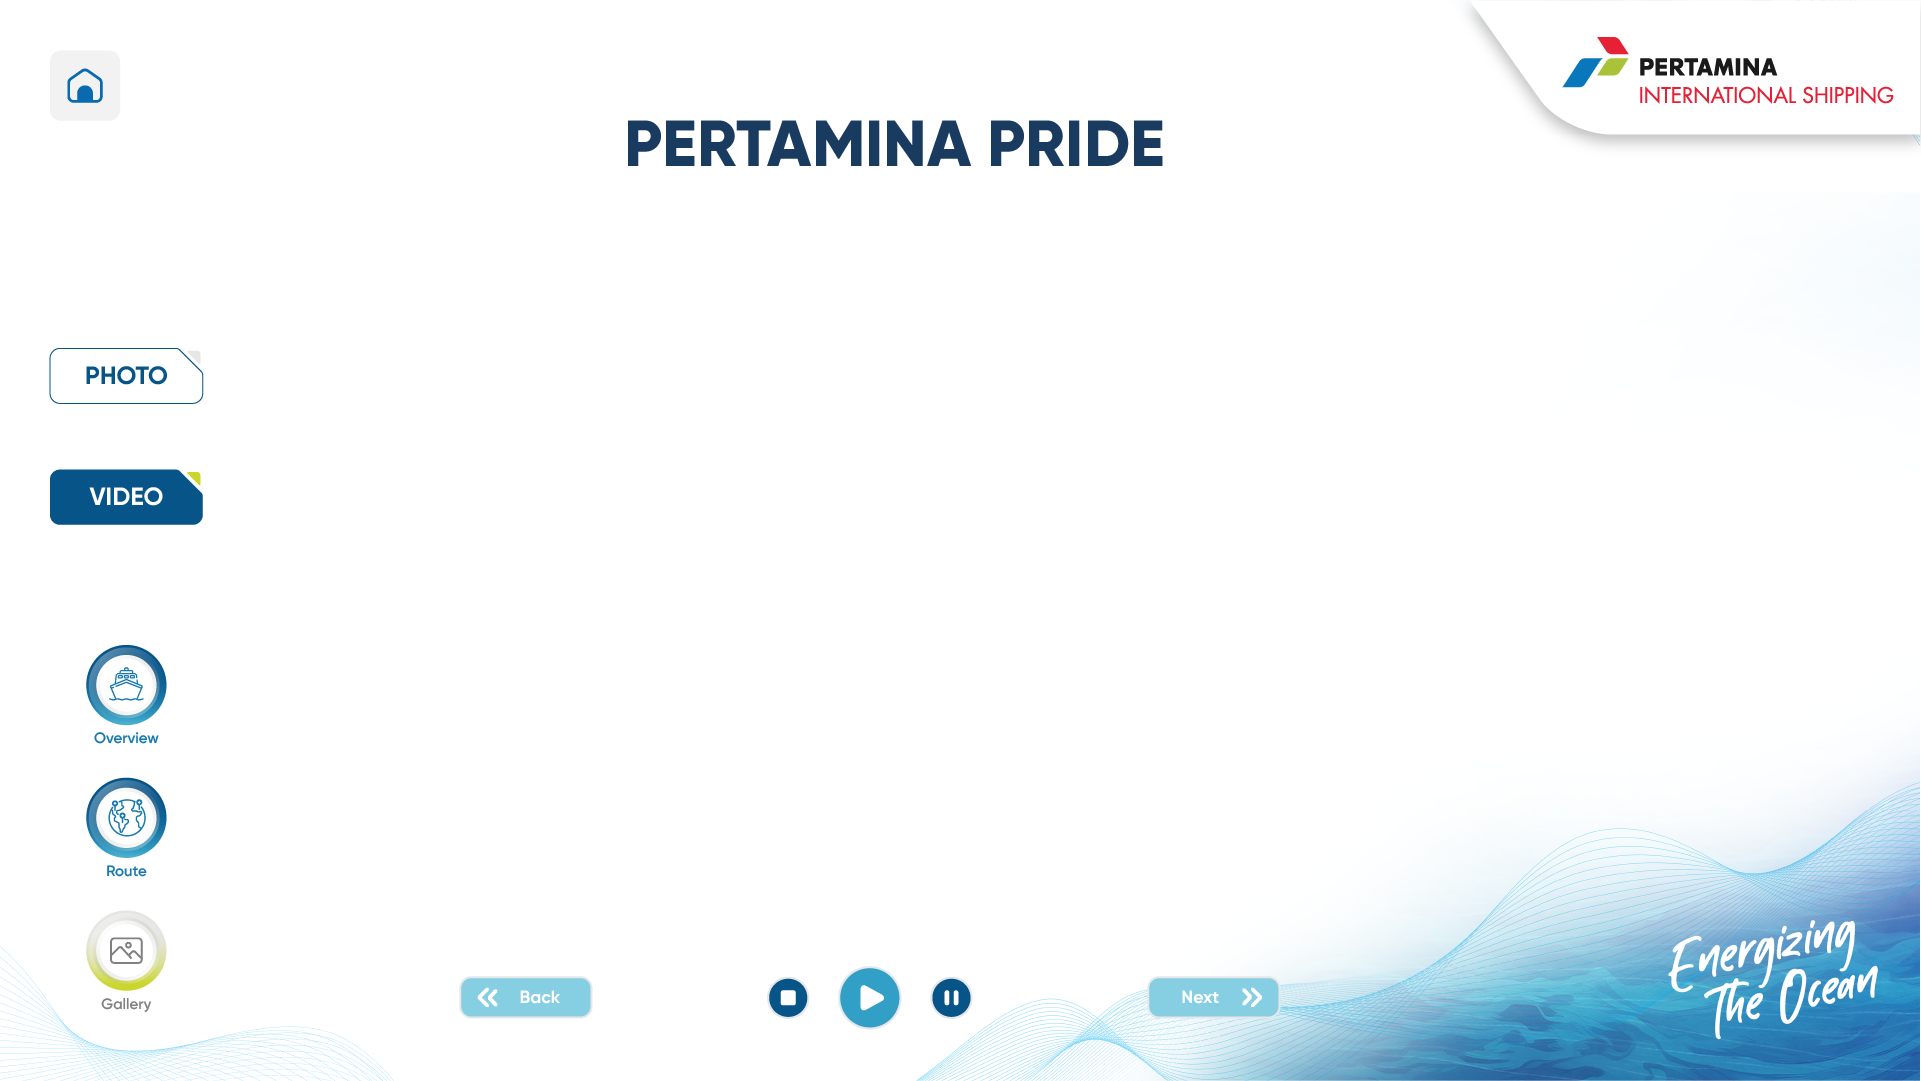 PERTAMINA
INTERNATIONAL SHIPPING
PERTAMINA PRIDE
PHOTO
VIDEO
Overview
Route
Gallery
Back
Next
Energizing
The Ocean